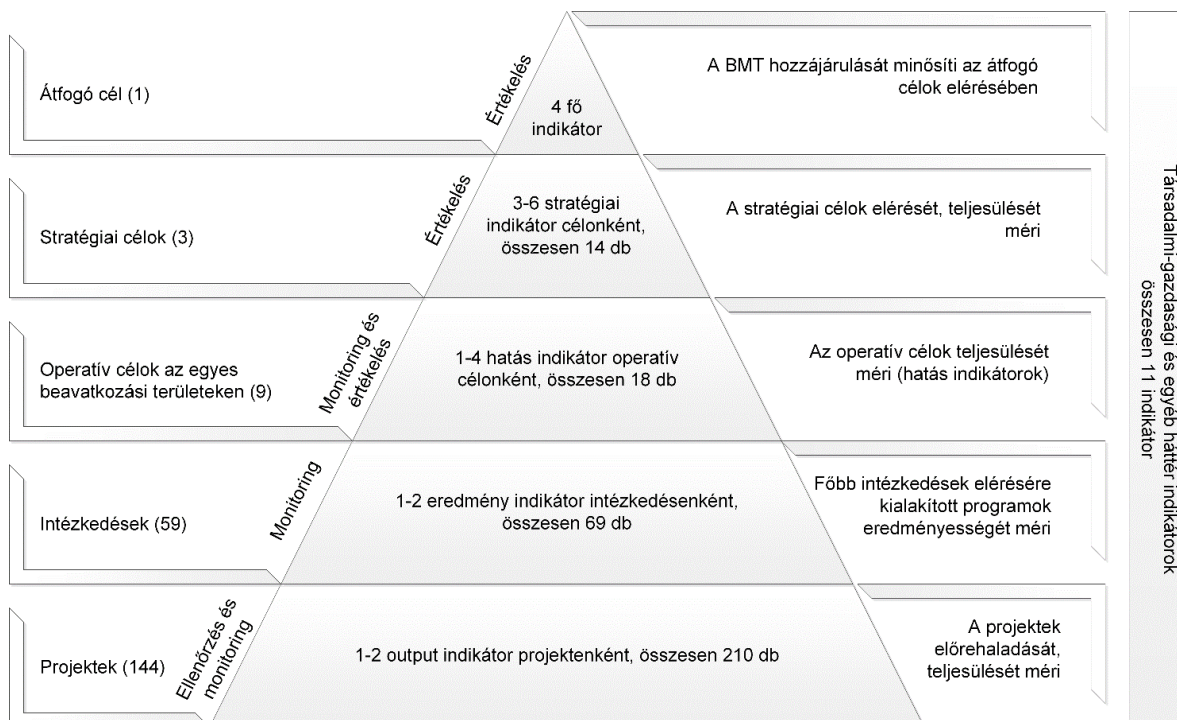 Átfogó cél (1)
Értékelés
4 fő
indikátor
A BMT hozzájárulását minősíti az átfogó
célok elérésében
Stratégiai célok (3)
Értékelés
3-6 stratégiai
indikátor célonként,
összesen 14 db
A stratégiai célok elérését, teljesülését
méri
Operatív célok az egyes
beavatkozási területeken (9)
Monitoring és
értékelés
1-4 hatás indikátor operatív
célonként, összesen 18 db
Az operatív célok teljesülését
méri (hatás indikátorok)
Intézkedések (59)
Monitoring
1-2 eredmény indikátor intézkedésenként,
összesen 69 db
Főbb intézkedések elérésére
kialakított programok
eredményességét méri
Projektek (144)
Ellenőrzés és
monitoring
1-2 output indikátor projektenként, összesen 210 db
A projektek
előrehaladását,
teljesülését méri
Társadalmi-gazdasági és egyéb háttér indikátorok
összesen 11 indikátor